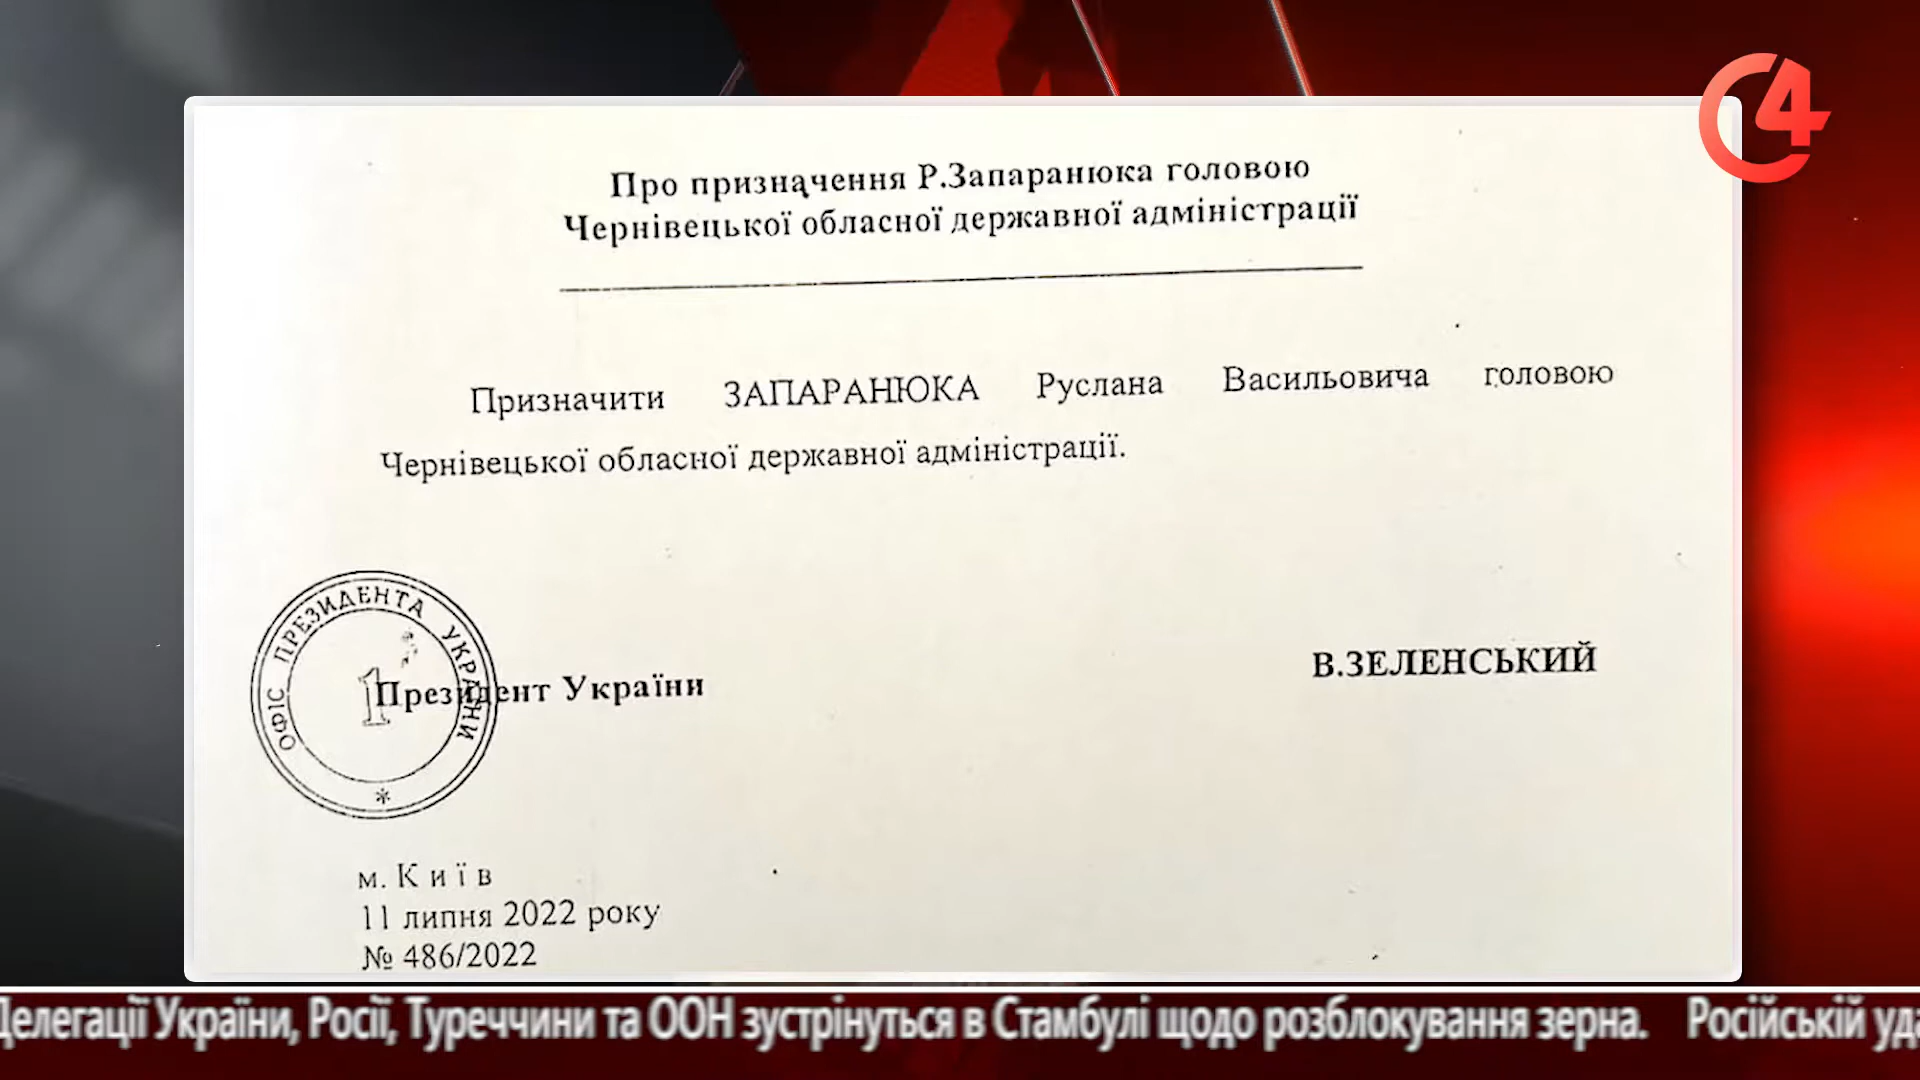 4
Про призначення Р.Запаранюка головою
Чернівецької обласної державної адміністрації
Призначити ЗАПАРАНЮКА Руслана Васильовича головою
Чернівецької обласної державної адміністрації.
ОФІС ПРЕЗИДЕНТА УКРАЇНИ
1
Президент України В.ЗЕЛЕНСЬКИЙ
м. Київ
11 липня 2022 року
№ 486/2022
Делегації України, Росії, Туреччини та ООН зустрінуться в Стамбулі щодо розблокування зерна. Російській